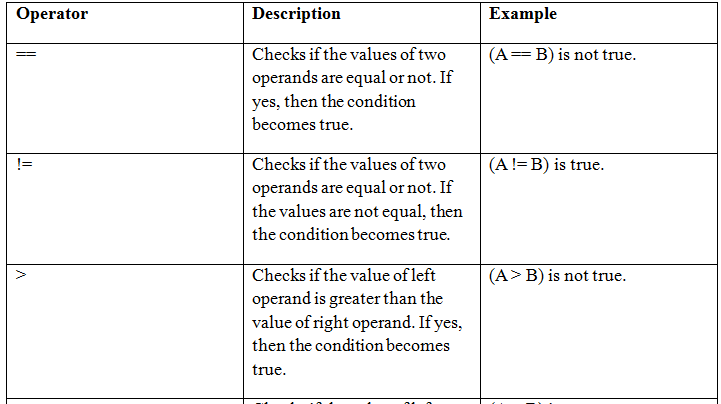 Operator Description Example
== Checks if the values of two (A == B) is not true.
operands are equal or not. If
yes, then the condition
becomes true.
!= Checks if the values of two (A != B) is true.
operands are equal or not. If
the values are not equal, then
the condition becomes true.
> Checks if the value of left (A > B) is not true.
operand is greater than the
value of right operand. If yes,
then the condition becomes
true.